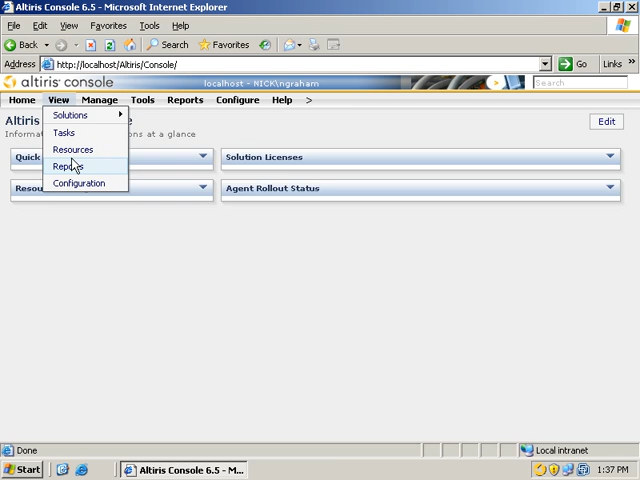 Altiris Console 6.5 - Microsoft Internet Explorer
File Edit View Favorites Tools Help
Back Search Favorites
Address http://localhost/Altiris/Console/ Go Links »
altiris console localhost - NICK\ngraham Search
Home View Manage Tools Reports Configure Help >
Solutions
Tasks
Resources
Reports
Configuration
Altiris
Edit
at a glance
Quick
Solution Licenses
Agent Rollout Status
Done Local intranet
Start Altiris Console 6.5 - M... 1:37 PM